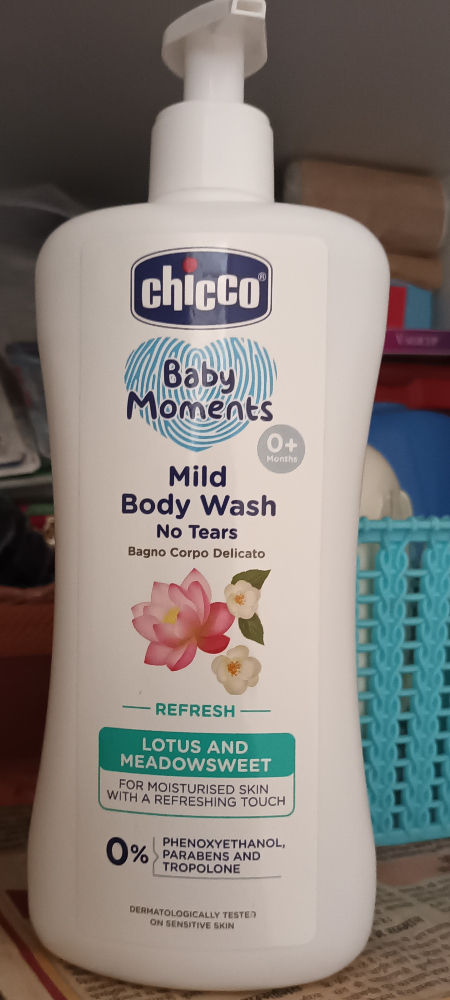 chicco®
Baby
Moments
0+
Months
Mild
Body Wash
No Tears
Bagno Corpo Delicato
REFRESH
LOTUS AND
MEADOWSWEET
FOR MOISTURISED SKIN
WITH A REFRESHING TOUCH
0%
PHENOXYETHANOL,
PARABENS AND
TROPOLONE
DERMATOLOGICALLY TESTED
ON SENSITIVE SKIN